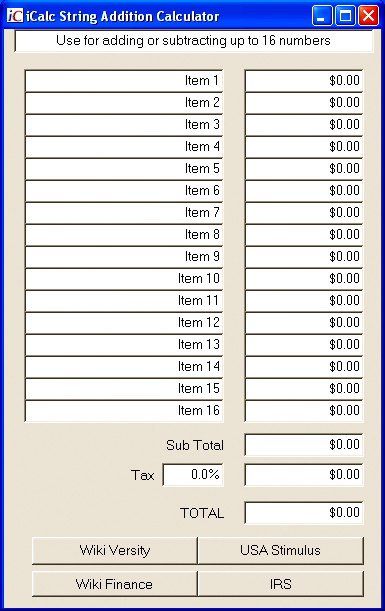 iC iCalc String Addition Calculator
Use for adding or subtracting up to 16 numbers
Item 1 $0.00
Item 2 $0.00
Item 3 $0.00
Item 4 $0.00
Item 5 $0.00
Item 6 $0.00
Item 7 $0.00
Item 8 $0.00
Item 9 $0.00
Item 10 $0.00
Item 11 $0.00
Item 12 $0.00
Item 13 $0.00
Item 14 $0.00
Item 15 $0.00
Item 16 $0.00
Sub Total $0.00
Tax 0.0% $0.00
TOTAL $0.00
Wiki Versity USA Stimulus
Wiki Finance IRS